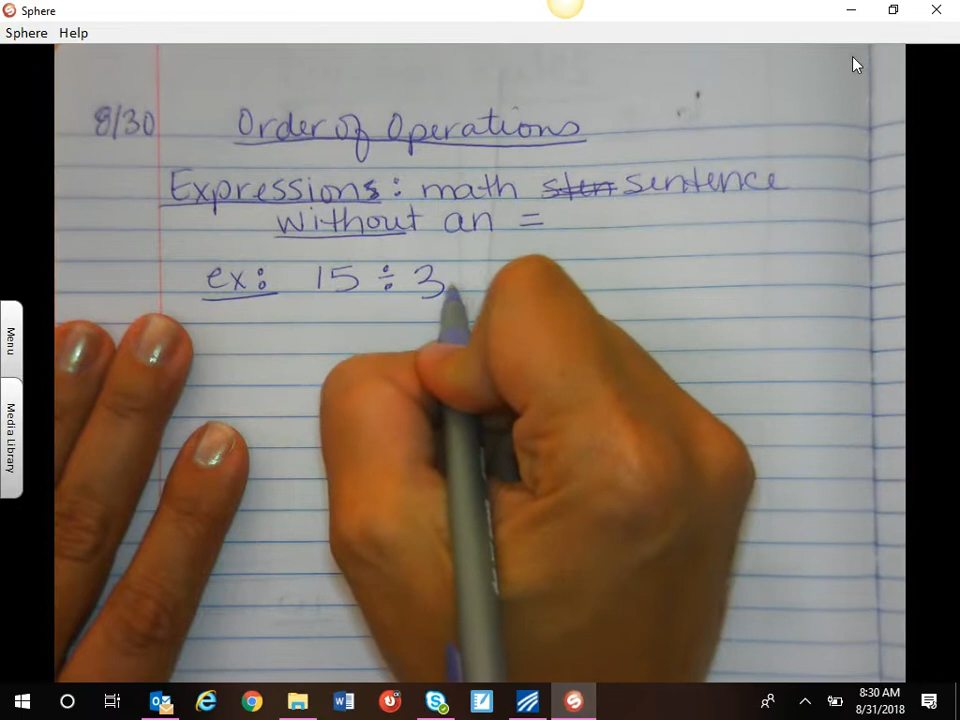 Sphere
Sphere Help
8/30 Order of Operations
Expressions: math sten sentence
without an =
ex: 15 ÷ 3
Menu
Media Library
8:30 AM
8/31/2018